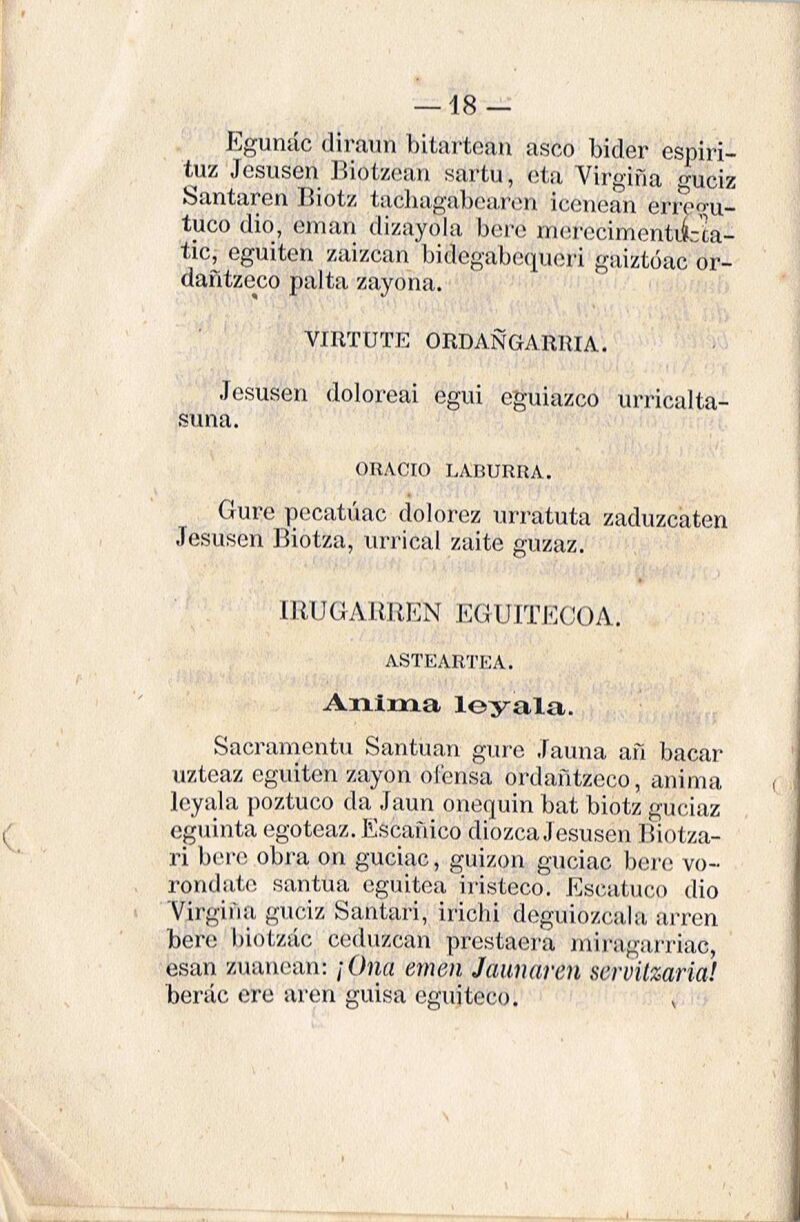 — 18 —
Egunác diraun bitartean asco bider espiri-
tuz Jesusen Biotzean sartu, eta Virgiña guciz
Santaren Biotz tachagabearen icenean erregu-
tuco dio, eman dizayola bere
tic, eguiten zaizcan bidegabequeri gaiztóac or-
dañtzeco palta zayona.
VIRTUTE ORDAÑGARRIA.
Jesusen doloreai egui eguiazco urricalta-
suna.
ORACIO LABURRA.
Gure pecatúac dolorez urratuta zaduzcaten
Jesusen Biotza, urrical zaite guzaz.
IRUGARREN EGUITECOA.
ASTEARTEA.
Anima leyala.
Sacramentu Santuan gure Jauna añ bacar
uzteaz eguiten zayon ofensa ordañtzeco, anima
leyala poztuco da Jaun onequin bat biotz guciaz
eguinta egoteaz. Escañico diozca Jesusen Biotza-
ri bere obra on guciac, guizon guciac bere vo-
rondate santua eguitea iristeco. Escatuco dio
Virgiña guciz Santari, irichi deguiozcala arren
bere biotzác ceduzcan prestaera miragarriac,
esan zuanean: ¡Ona emen Jaunaren servitzaria!
berác ere aren guisa eguiteco.